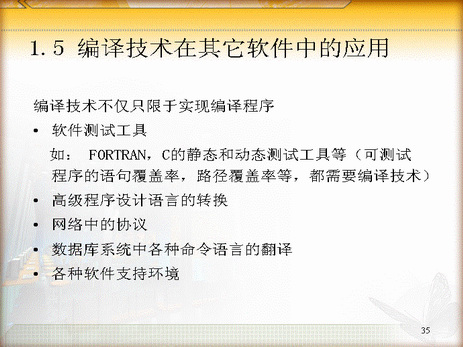 1.5 编译技术在其它软件中的应用
编译技术不仅只限于实现编译程序
• 软件测试工具
如： FORTRAN，C的静态和动态测试工具等（可测试
程序的语句覆盖率，路径覆盖率等，都需要编译技术）
• 高级程序设计语言的转换
• 网络中的协议
• 数据库系统中各种命令语言的翻译
• 各种软件支持环境
35